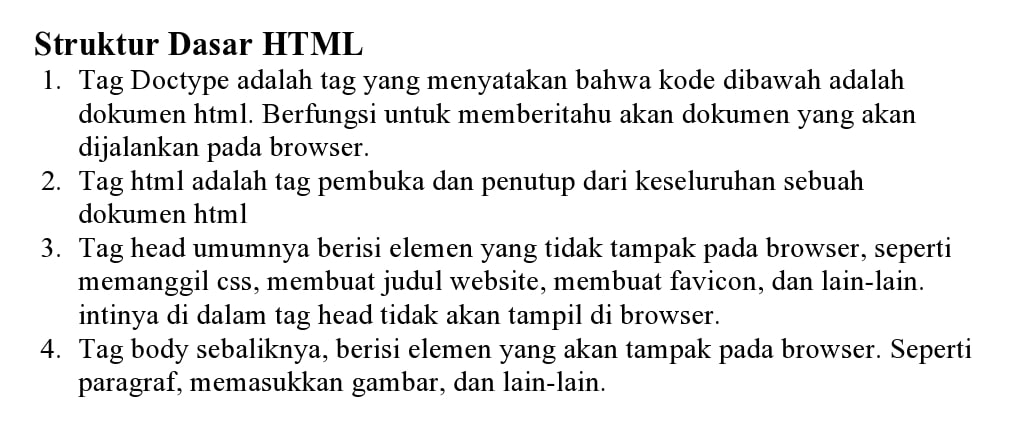 Struktur Dasar HTML
1. Tag Doctype adalah tag yang menyatakan bahwa kode dibawah adalah
dokumen html. Berfungsi untuk memberitahu akan dokumen yang akan
dijalankan pada browser.
2. Tag html adalah tag pembuka dan penutup dari keseluruhan sebuah
dokumen html
3. Tag head umumnya berisi elemen yang tidak tampak pada browser, seperti
memanggil css, membuat judul website, membuat favicon, dan lain-lain.
intinya di dalam tag head tidak akan tampil di browser.
4. Tag body sebaliknya, berisi elemen yang akan tampak pada browser. Seperti
paragraf, memasukkan gambar, dan lain-lain.